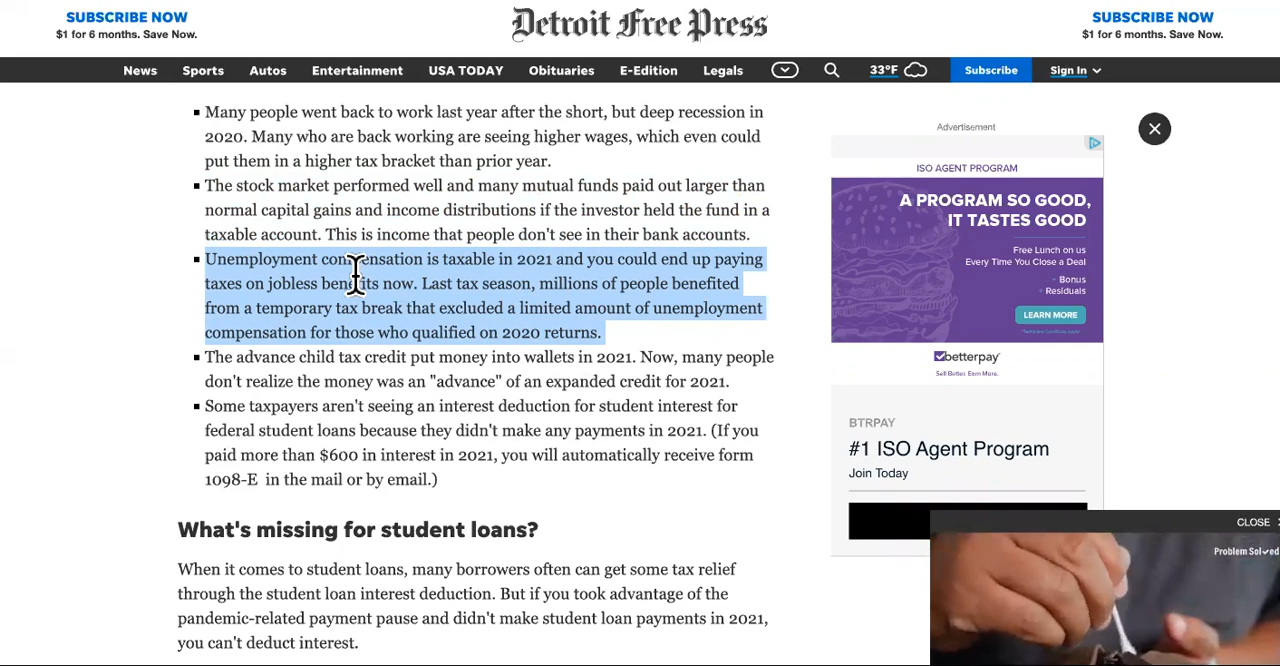 SUBSCRIBE NOW
$1 for 6 months. Save Now.
Detroit Free Press
SUBSCRIBE NOW
$1 for 6 months. Save Now.
News Sports Autos Entertainment USA TODAY Obituaries E-Edition Legals 33°F Subscribe Sign In
▪ Many people went back to work last year after the short, but deep recession in
2020. Many who are back working are seeing higher wages, which even could
put them in a higher tax bracket than prior year.
▪ The stock market performed well and many mutual funds paid out larger than
normal capital gains and income distributions if the investor held the fund in a
taxable account. This is income that people don't see in their bank accounts.
▪ Unemployment compensation is taxable in 2021 and you could end up paying
taxes on jobless benefits now. Last tax season, millions of people benefited
from a temporary tax break that excluded a limited amount of unemployment
compensation for those who qualified on 2020 returns.
▪ The advance child tax credit put money into wallets in 2021. Now, many people
don't realize the money was an "advance" of an expanded credit for 2021.
▪ Some taxpayers aren't seeing an interest deduction for student interest for
federal student loans because they didn't make any payments in 2021. (If you
paid more than $600 in interest in 2021, you will automatically receive form
1098-E in the mail or by email.)
What's missing for student loans?
When it comes to student loans, many borrowers often can get some tax relief
through the student loan interest deduction. But if you took advantage of the
pandemic-related payment pause and didn't make student loan payments in 2021,
you can't deduct interest.
Advertisement
ISO AGENT PROGRAM
A PROGRAM SO GOOD,
IT TASTES GOOD
Free Lunch on us
Every Time You Close a Deal
+ Bonus
+ Residuals
LEARN MORE
*Terms and Conditions Apply
betterpay
Sell Better. Earn More.
BTRPAY
#1 ISO Agent Program
Join Today
CLOSE
Problem Solved